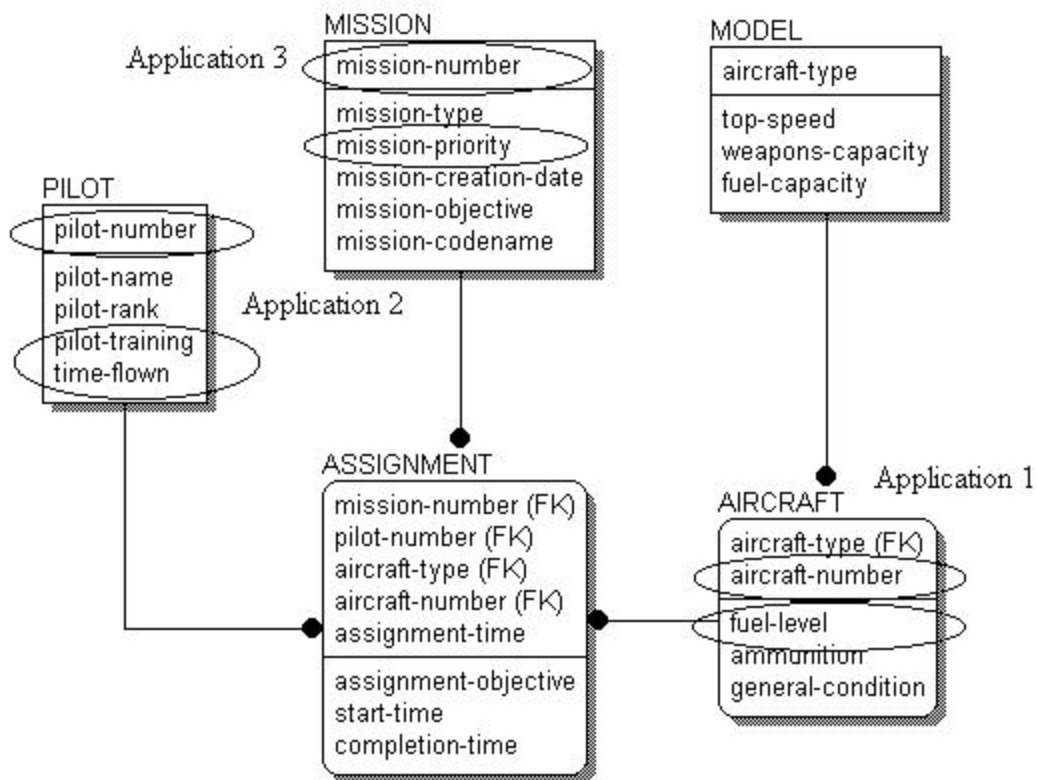 MISSION
Application 3
mission-number
mission-type
mission-priority
mission-creation-date
mission-objective
mission-codename
MODEL
aircraft-type
top-speed
weapons-capacity
fuel-capacity
PILOT
pilot-number
pilot-name
pilot-rank
pilot-training
time-flown
Application 2
ASSIGNMENT
mission-number (FK)
pilot-number (FK)
aircraft-type (FK)
aircraft-number (FK)
assignment-time
assignment-objective
start-time
completion-time
Application 1
AIRCRAFT
aircraft-type (FK)
aircraft-number
fuel-level
ammunition
general-condition